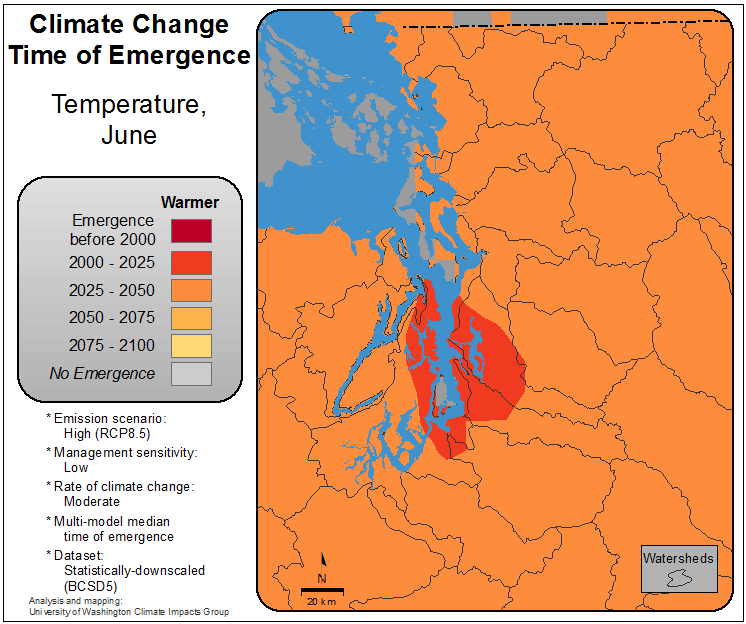 Climate Change
Time of Emergence
Temperature,
June
Warmer
Emergence
before 2000
2000 - 2025
2025 - 2050
2050 - 2075
2075 - 2100
No Emergence
* Emission scenario:
High (RCP8.5)
* Management sensitivity:
Low
* Rate of climate change:
Moderate
* Multi-model median
time of emergence
* Dataset:
Statistically-downscaled
(BCSD5)
Analysis and mapping:
University of Washington Climate Impacts Group
N
20 km
Watersheds